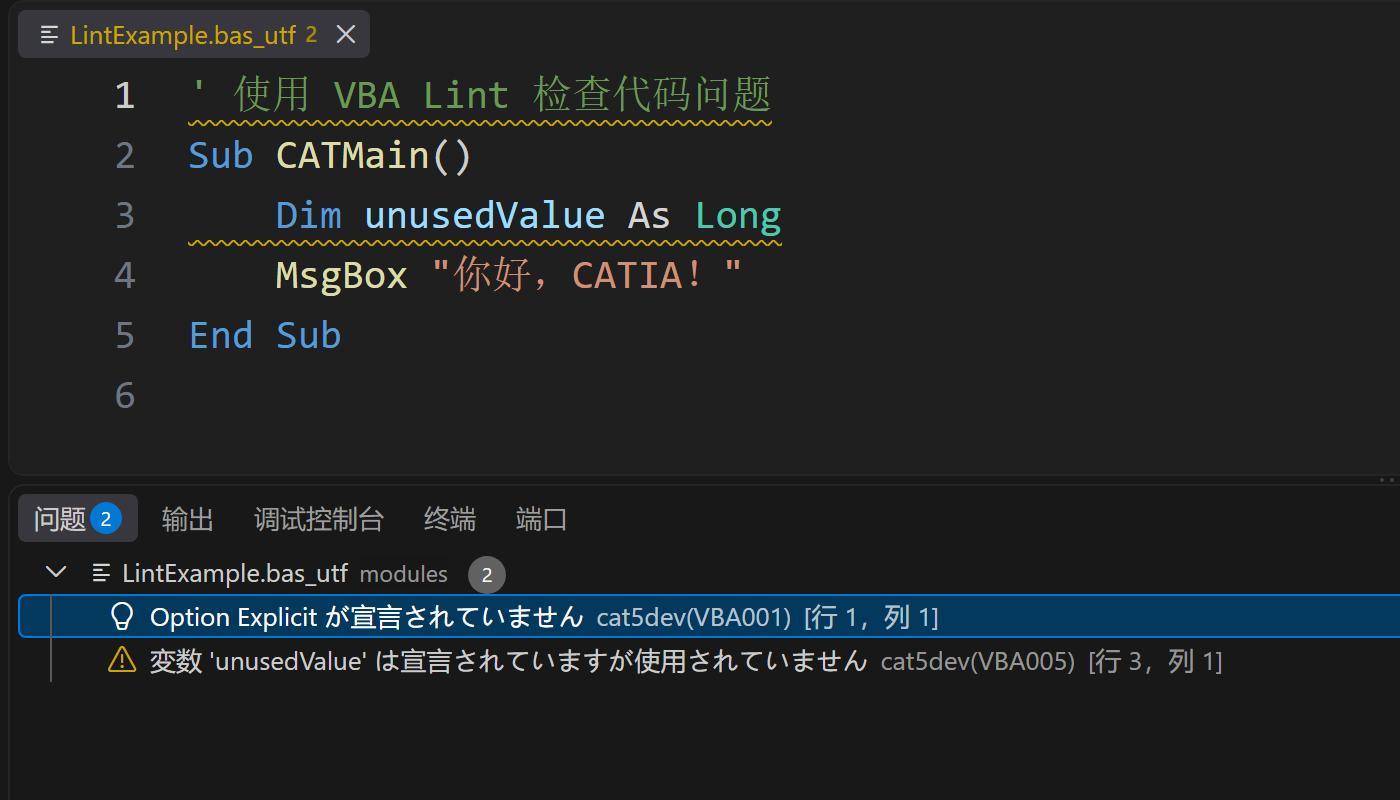 LintExample.bas_utf 2
1 ' 使用 VBA Lint 检查代码问题
2 Sub CATMain()
3 Dim unusedValue As Long
4 MsgBox "你好，CATIA！"
5 End Sub
6
问题 2 输出 调试控制台 终端 端口
LintExample.bas_utf modules 2
Option Explicit が宣言されていません cat5dev(VBA001) [行 1，列 1]
変数 'unusedValue' は宣言されていますが使用されていません cat5dev(VBA005) [行 3，列 1]